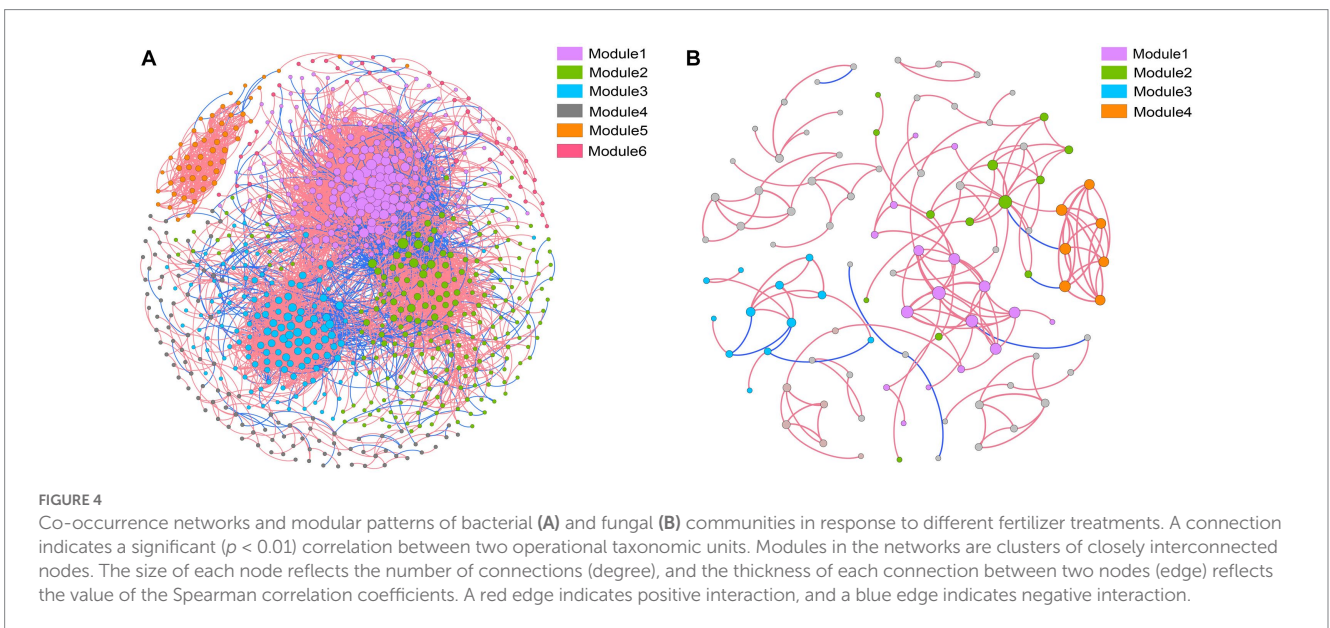 A
Module1
Module2
Module3
Module4
Module5
Module6
B
Module1
Module2
Module3
Module4
FIGURE 4
Co-occurrence networks and modular patterns of bacterial (A) and fungal (B) communities in response to different fertilizer treatments. A connection
indicates a significant (p < 0.01) correlation between two operational taxonomic units. Modules in the networks are clusters of closely interconnected
nodes. The size of each node reflects the number of connections (degree), and the thickness of each connection between two nodes (edge) reflects
the value of the Spearman correlation coefficients. A red edge indicates positive interaction, and a blue edge indicates negative interaction.